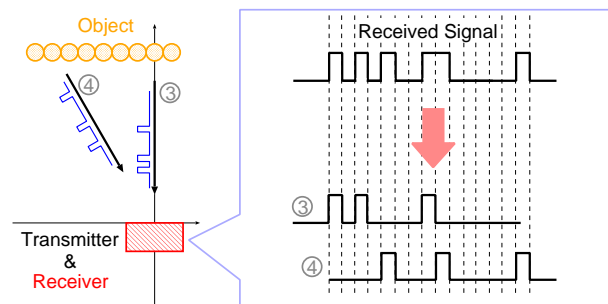 Object
④
③
Transmitter
&
Receiver
Received Signal
③
④